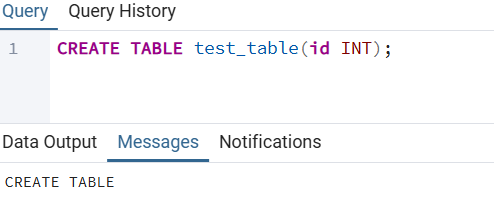 Query Query History
1 CREATE TABLE test_table(id INT);
Data Output Messages Notifications
CREATE TABLE